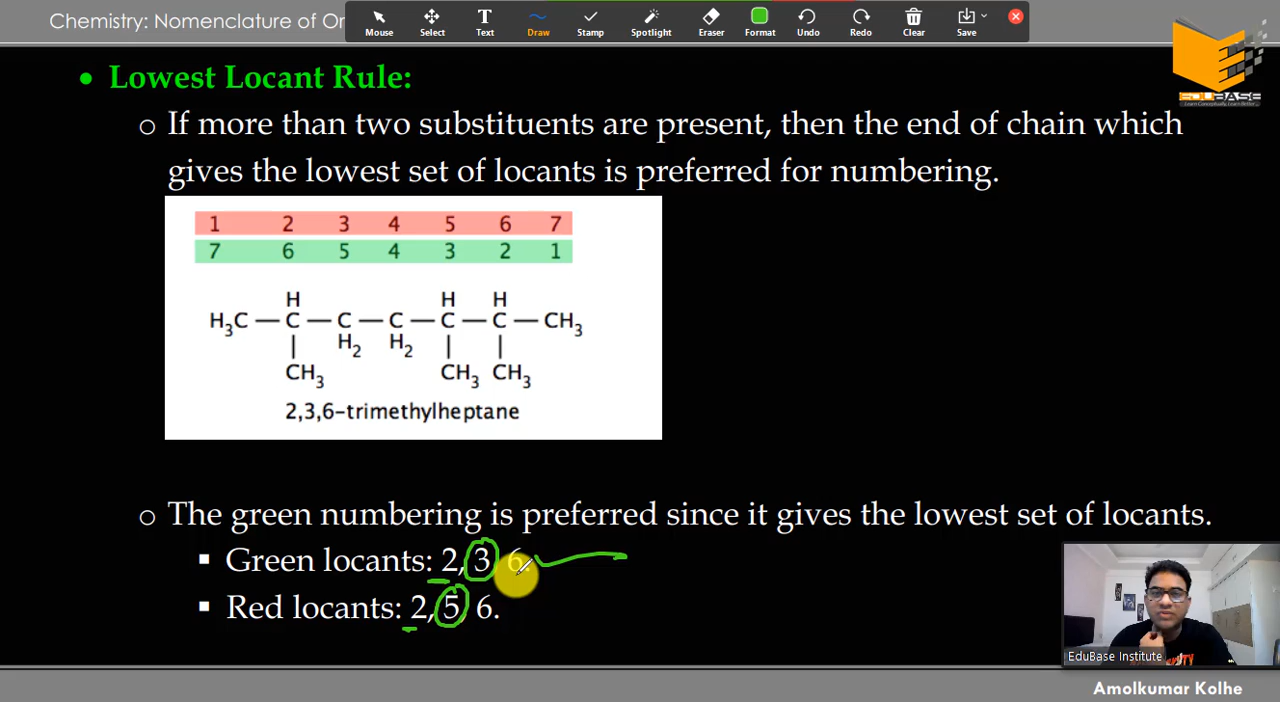 Chemistry: Nomenclature of Or
Mouse Select Text Draw Stamp Spotlight Eraser Format Undo Redo Clear Save
EDUBASE
• Lowest Locant Rule:
o If more than two substituents are present, then the end of chain which
gives the lowest set of locants is preferred for numbering.
1 2 3 4 5 6 7
7 6 5 4 3 2 1
H H H
H₃C — C — C — C — C — C — CH₃
H₂ H₂
CH₃ CH₃ CH₃
2,3,6-trimethylheptane
o The green numbering is preferred since it gives the lowest set of locants.
▪ Green locants: 2, 3, 6.
▪ Red locants: 2, 5, 6.
EduBase Institute
Amolkumar Kolhe